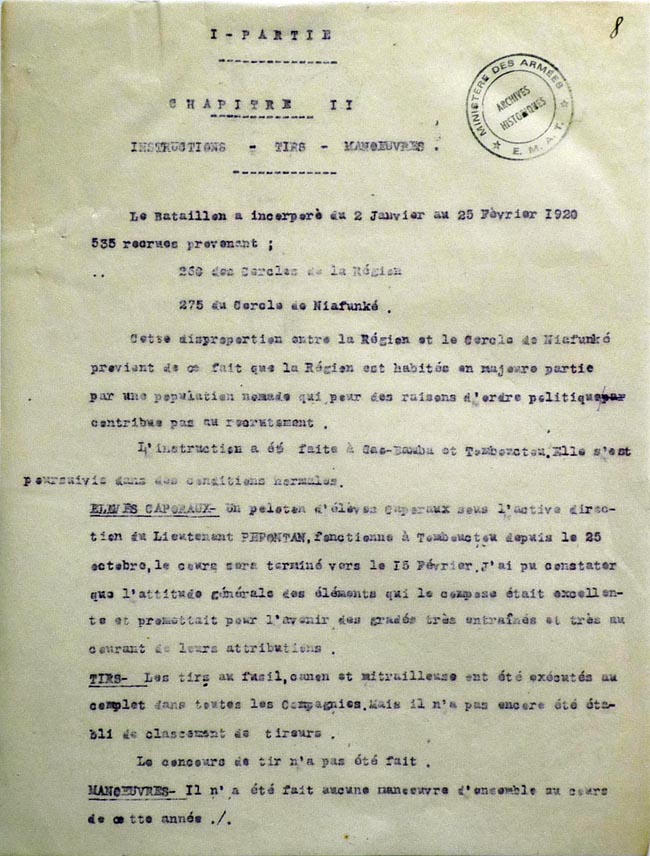 8
I - PARTIE
MINISTÈRE DES ARMÉES
ARCHIVES
HISTORIQUES
E. M. A. T.
CHAPITRE II
INSTRUCTIONS - TIRS - MANŒUVRES .
Le Bataillon a incorporè du 2 Janvier au 25 Fèvrier 1920
535 recrues provenant ;
..
260 des Cercles de la Région
275 du Cercle de Niafunké .
Cette disproportion entre la Région et le Cercle de Niafunké
provient de ce fait que la Région est habités en majeure partie
par une population nomade qui pour des raisons d'ordre politique
contribue pas au recrutement .
L'instruction a été faite à Gao-Bamba et Tombouctou.Elle s'est
poursuivie dans des conditions normales.
ELEVES CAPORAUX- Un peloton d'élèves Caporaux sous l'active direc-
tion du Lieutenant PEPONTAN,fonctionne à Tombouctou depuis le 25
octobre,le cours sera terminé vers le 15 Février.J'ai pu constater
que l'attitude générale des éléments qui le compose était excellen-
te et promettait pour l'avenir des gradés très entraînés et très au
courant de leurs attributions .
TIRS- Les tirs au fusil,canon et mitrailleuse ont été exécutés au
complet dans toutes les Compagnies.Mais il n'a pas encore été éta-
bli de classement de tireurs .
Le concours de tir n'a pas été fait .
MANŒUVRES- Il n' a été fait aucune manœuvre d'ensemble au cours
de cette année ./.